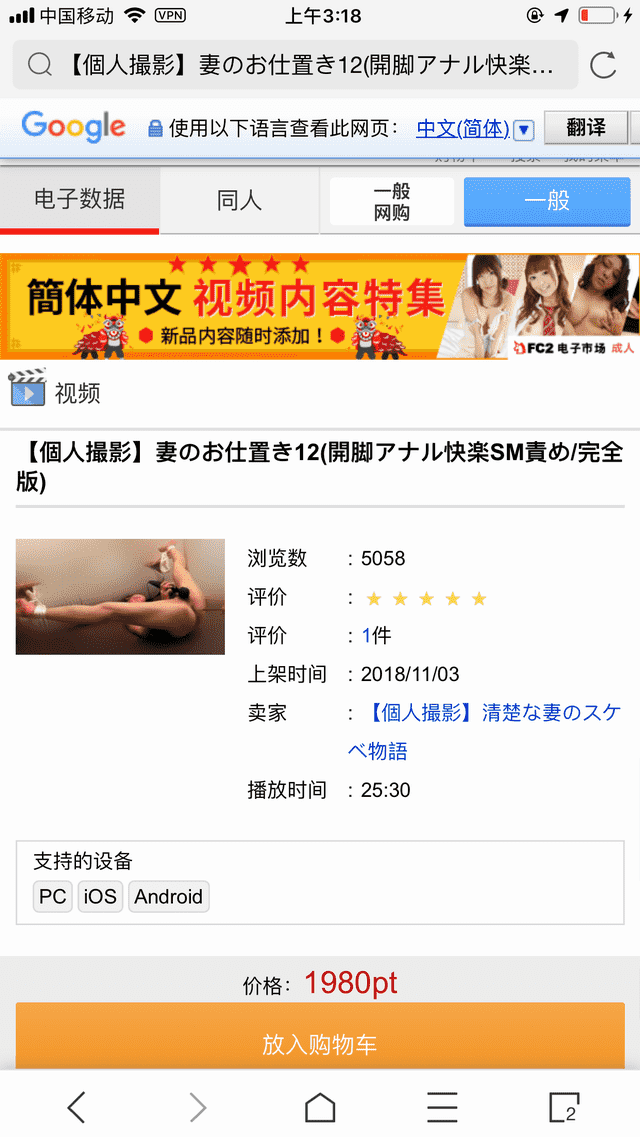 中国移动 VPN 上午3:18
【個人撮影】妻のお仕置き12(開脚アナル快楽…
Google 使用以下语言查看此网页： 中文(简体) 翻译
电子数据 同人 一般
网购 一般
簡体中文 视频内容特集
新品内容随时添加！
FC2 电子市场 成人
视频
【個人撮影】妻のお仕置き12(開脚アナル快楽SM責め/完全
版)
浏览数 : 5058
评价 : ★ ★ ★ ★ ★
评价 : 1件
上架时间 : 2018/11/03
卖家 : 【個人撮影】清楚な妻のスケ
ベ物語
播放时间 : 25:30
支持的设备
PC iOS Android
价格: 1980pt
放入购物车
2